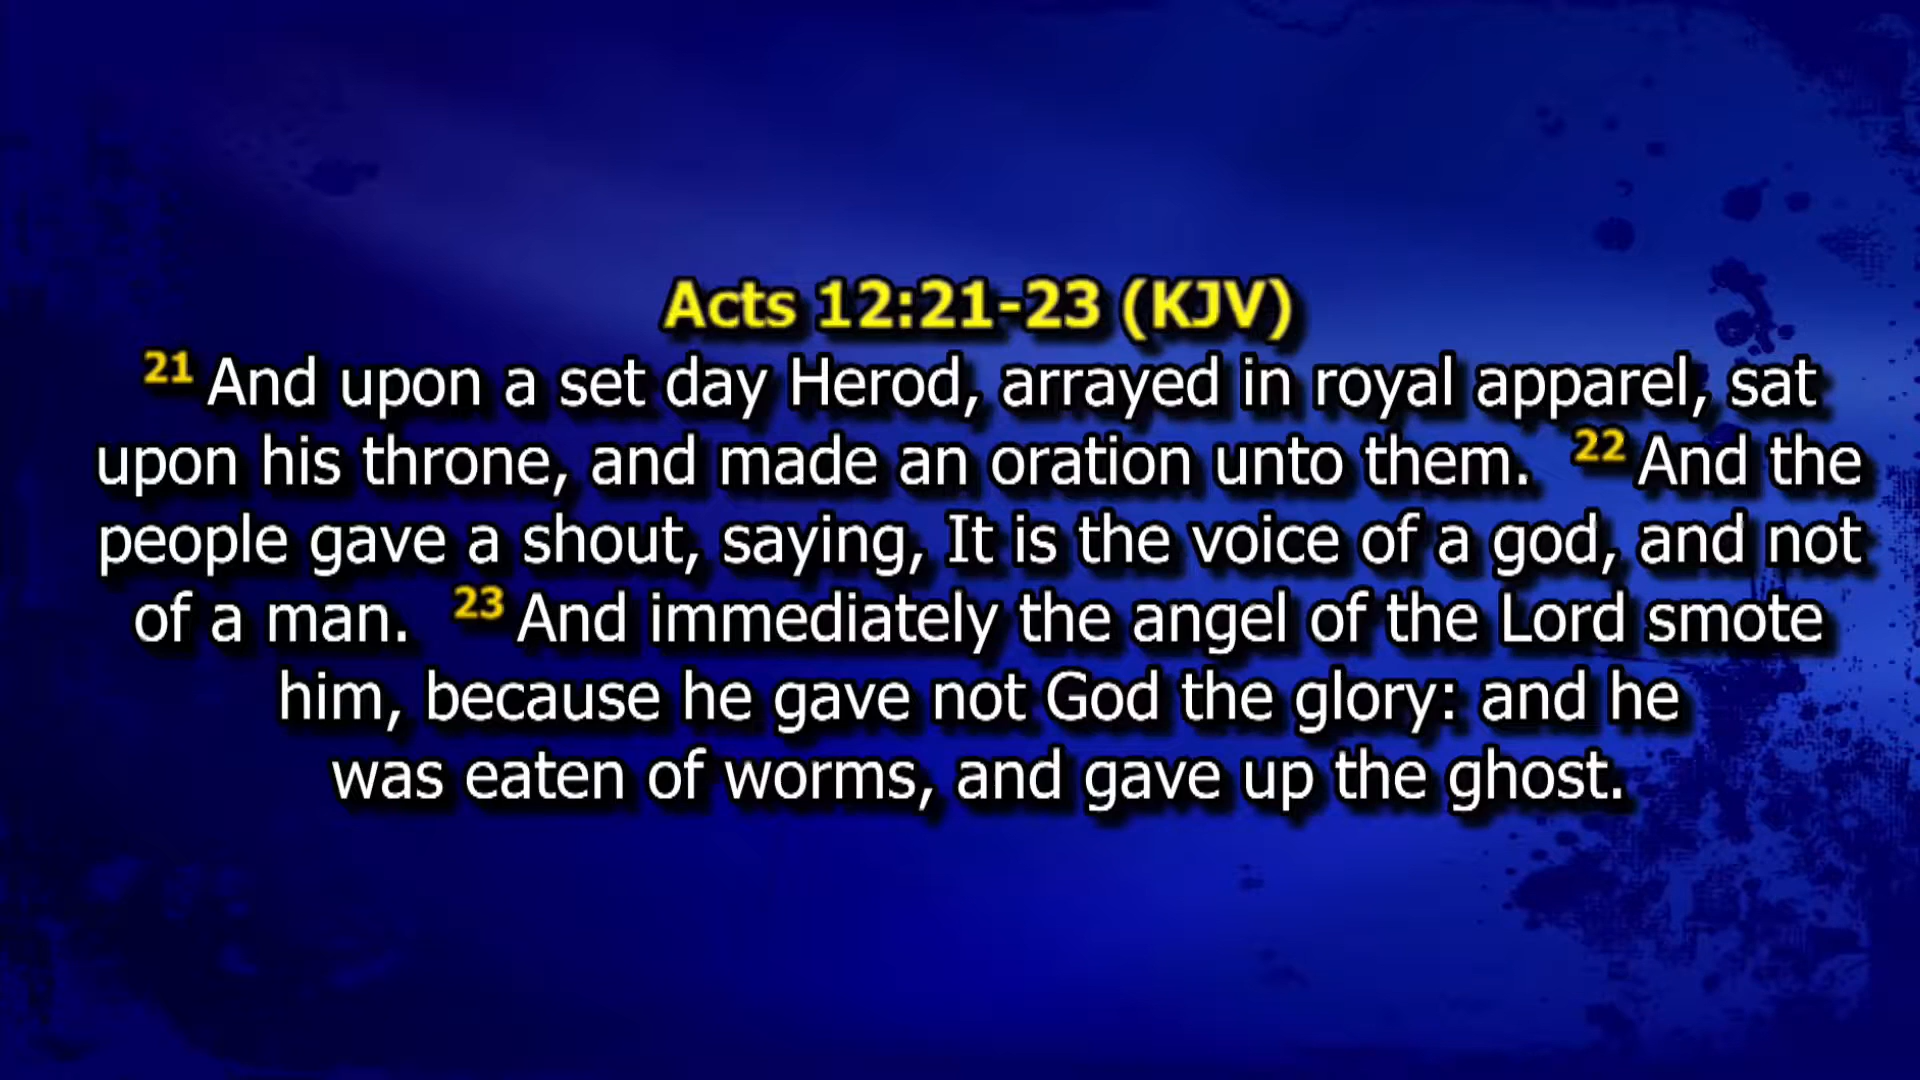 Acts 12:21-23 (KJV)
21 And upon a set day Herod, arrayed in royal apparel, sat
upon his throne, and made an oration unto them. 22 And the
people gave a shout, saying, It is the voice of a god, and not
of a man. 23 And immediately the angel of the Lord smote
him, because he gave not God the glory: and he
was eaten of worms, and gave up the ghost.